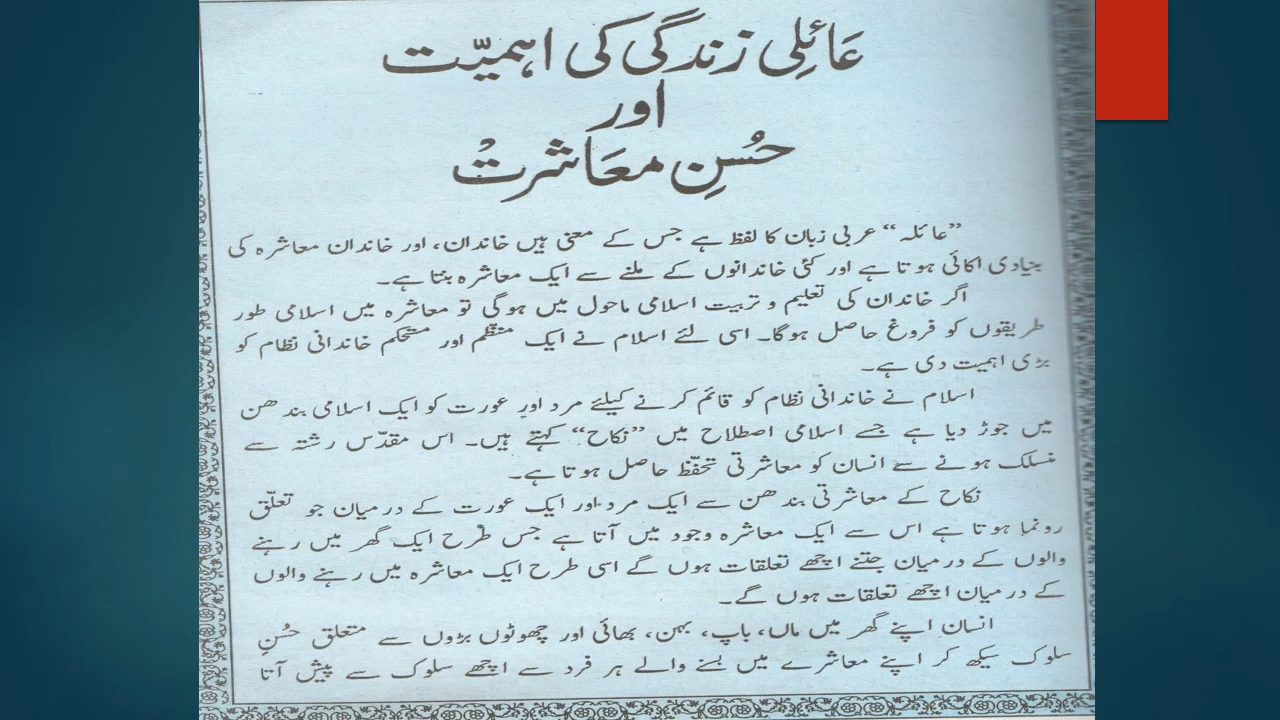 عَائِلِی زندگی کی اہمیّت
اور
حُسنِ معَاشرتْ
”عائلہ“ عربی زبان کا لفظ ہے جس کے معنی ہیں خاندان، اور خاندان معاشرہ کی
بنیادی اکائی ہوتا ہے اور کئی خاندانوں کے ملنے سے ایک معاشرہ بنتا ہے۔
اگر خاندان کی تعلیم و تربیت اسلامی ماحول میں ہوگی تو معاشرہ میں اسلامی طور
طریقوں کو فروغ حاصل ہوگا۔ اسی لئے اسلام نے ایک منظّم اور مستحکم خاندانی نظام کو
بڑی اہمیت دی ہے۔
اسلام نے خاندانی نظام کو قائم کرنے کیلئے مرد اور عورت کو ایک اسلامی بندھن
میں جوڑ دیا ہے جسے اسلامی اصطلاح میں ”نکاح“ کہتے ہیں۔ اس مقدّس رشتہ سے
منسلک ہونے سے انسان کو معاشرتی تحفّظ حاصل ہوتا ہے۔
نکاح کے معاشرتی بندھن سے ایک مرد اور ایک عورت کے درمیان جو تعلّق
رونما ہوتا ہے اس سے ایک معاشرہ وجود میں آتا ہے جس طرح ایک گھر میں رہنے
والوں کے درمیان جتنے اچھے تعلقات ہوں گے اسی طرح ایک معاشرہ میں رہنے والوں
کے درمیان اچھے تعلقات ہوں گے۔
انسان اپنے گھر میں ماں، باپ، بہن، بھائی اور چھوٹوں بڑوں سے متعلق حُسنِ
سلوک سیکھ کر اپنے معاشرے میں بسنے والے ہر فرد سے اچھے سلوک سے پیش آتا